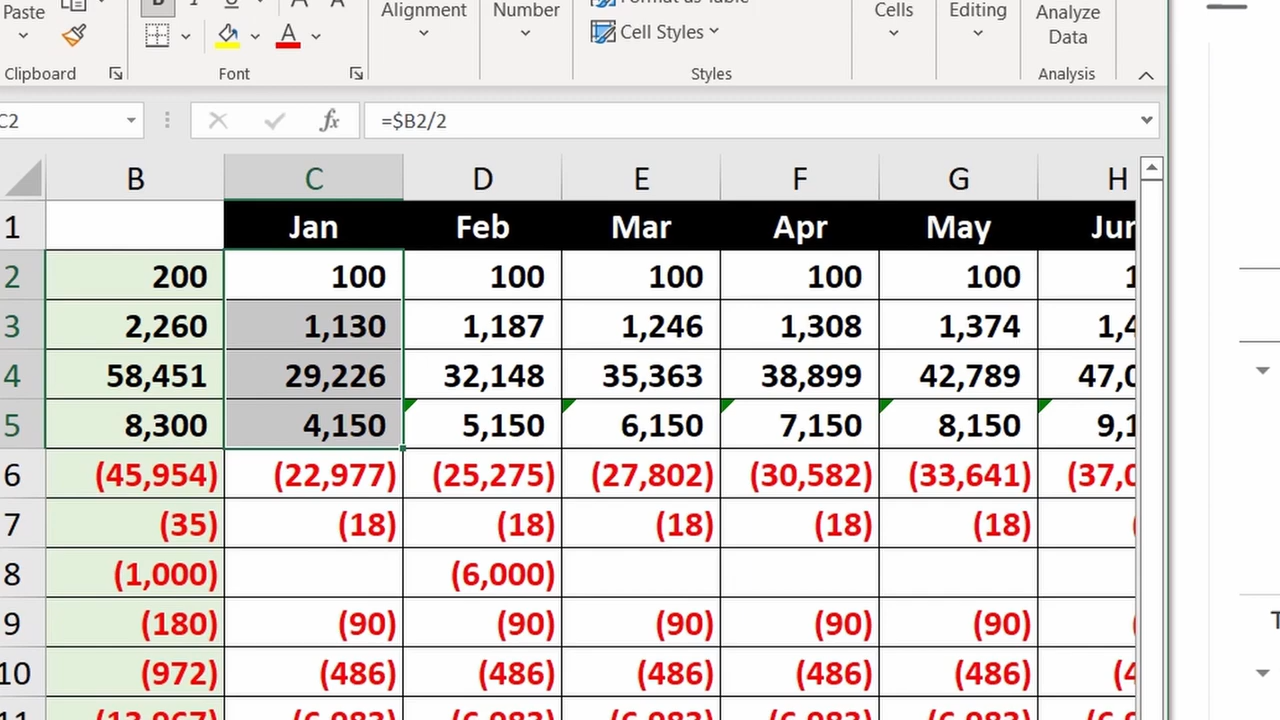 Paste
Alignment
Number
Cell Styles
Cells
Editing
Analyze
Data
Clipboard
Font
Styles
Analysis
C2
fx
=$B2/2
B C D E F G H
1 Jan Feb Mar Apr May
2 200 100 100 100 100 100
3 2,260 1,130 1,187 1,246 1,308 1,374
4 58,451 29,226 32,148 35,363 38,899 42,789
5 8,300 4,150 5,150 6,150 7,150 8,150
6 (45,954) (22,977) (25,275) (27,802) (30,582) (33,641)
7 (35) (18) (18) (18) (18) (18)
8 (1,000) (6,000)
9 (180) (90) (90) (90) (90) (90)
10 (972) (486) (486) (486) (486) (486)